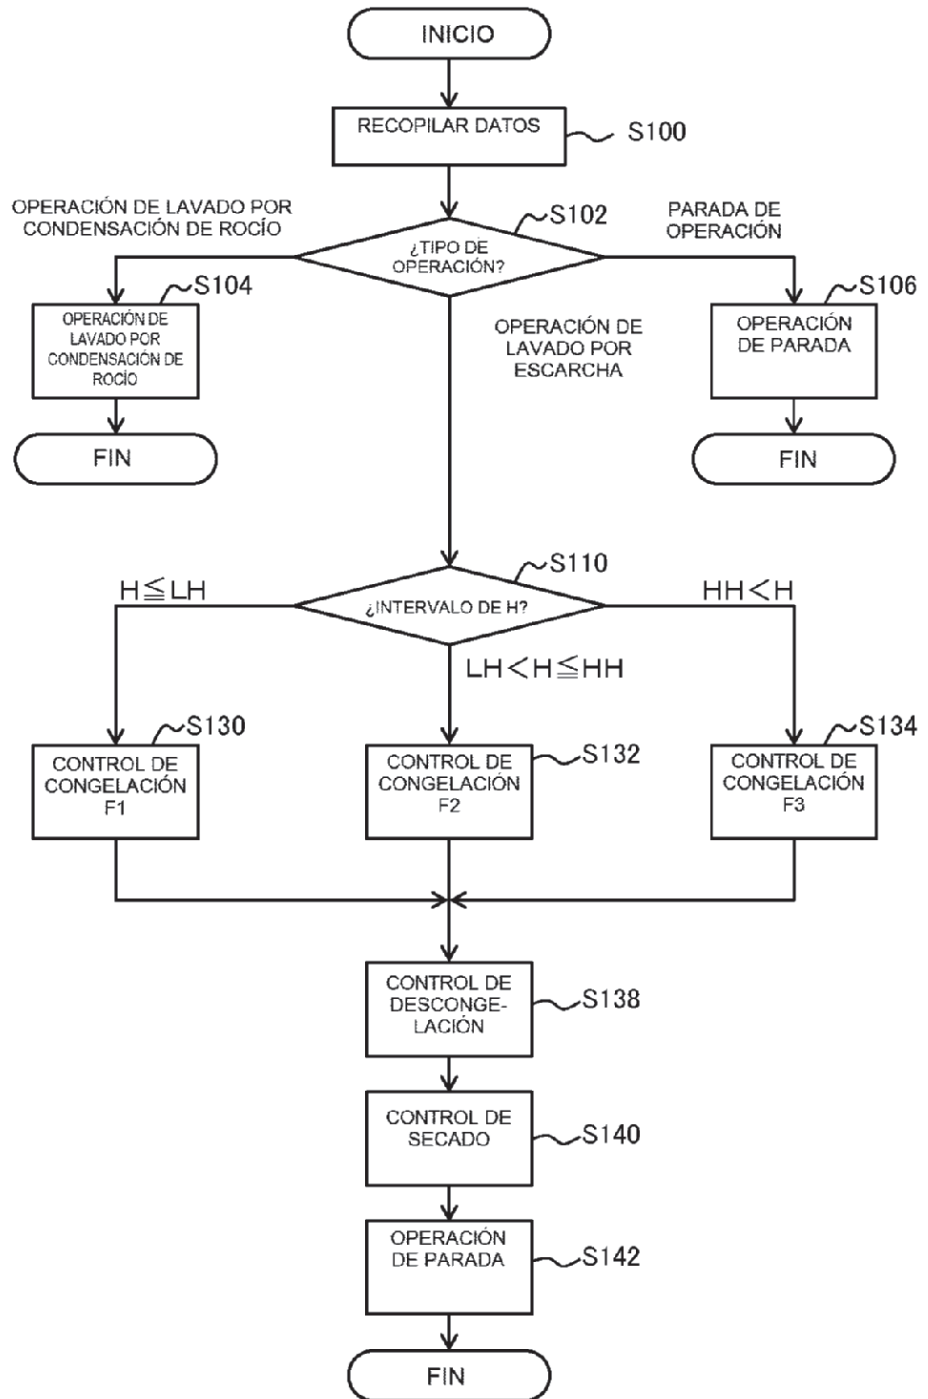 INICIO
RECOPILAR DATOS
S100
OPERACIÓN DE LAVADO POR
CONDENSACIÓN DE ROCÍO
S102
PARADA DE
OPERACIÓN
¿TIPO DE
OPERACIÓN?
S104
OPERACIÓN DE
LAVADO POR
CONDENSACIÓN DE
ROCÍO
OPERACIÓN DE
LAVADO POR
ESCARCHA
S106
OPERACIÓN
DE PARADA
FIN
FIN
S110
H≦LH
¿INTERVALO DE H?
HH<H
LH<H≦HH
S130
CONTROL DE
CONGELACIÓN
F1
S132
CONTROL DE
CONGELACIÓN
F2
S134
CONTROL DE
CONGELACIÓN
F3
CONTROL DE
DESCONGE-
LACIÓN
S138
CONTROL DE
SECADO
S140
OPERACIÓN
DE PARADA
S142
FIN